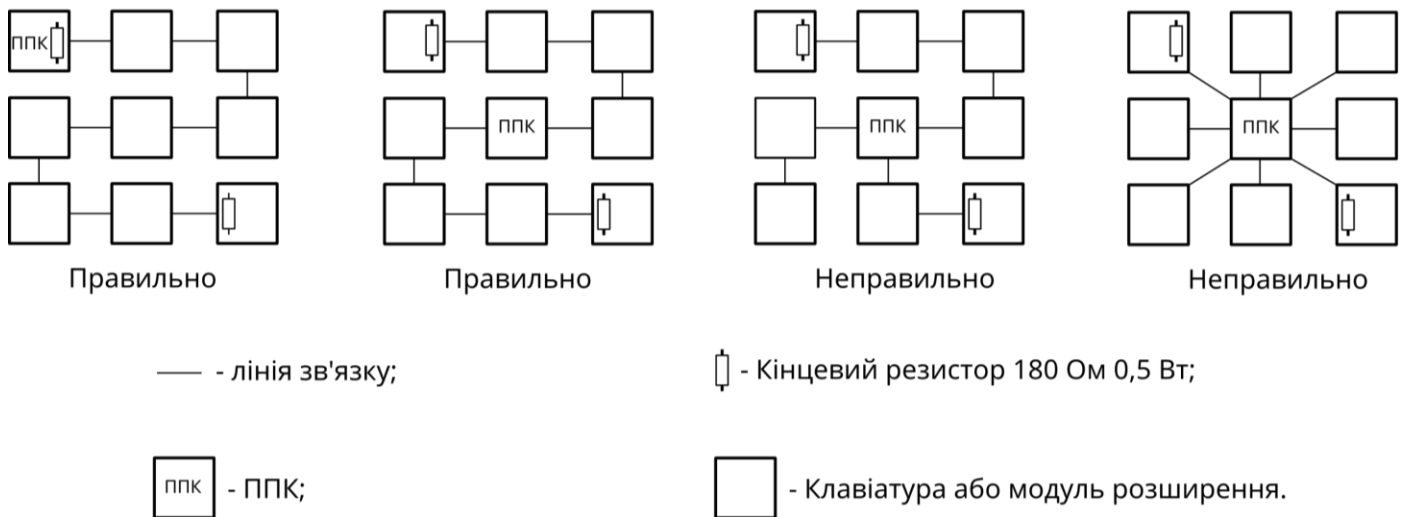 ППК
ППК
ППК
ППК
Правильно
Правильно
Неправильно
Неправильно
- лінія зв'язку;
- Кінцевий резистор 180 Ом 0,5 Вт;
ППК
- ППК;
- Клавіатура або модуль розширення.